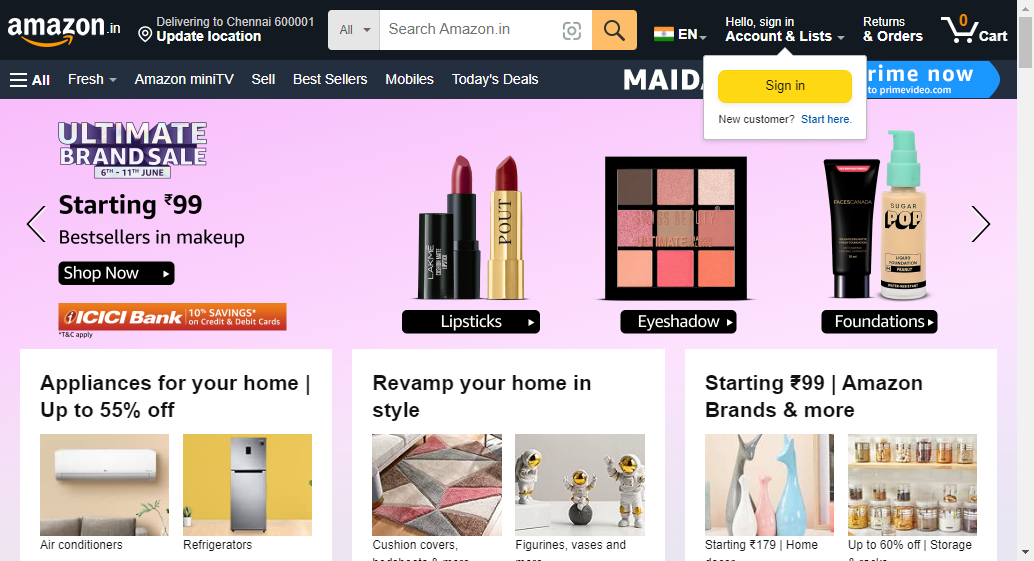 amazon.in
Delivering to Chennai 600001
Update location
All
Search Amazon.in
EN
Hello, sign in
Account & Lists
Returns
& Orders
0
Cart
All
Fresh
Amazon miniTV
Sell
Best Sellers
Mobiles
Today's Deals
MAIDA
rime now
to primevideo.com
Sign in
New customer? Start here.
ULTIMATE
BRAND SALE
6TH - 11TH JUNE
Starting ₹99
Bestsellers in makeup
Shop Now
ICICI Bank
10% SAVINGS*
on Credit & Debit Cards
*T&C apply
LAKMÉ
POUT
Lipsticks
SWISS BEAUTY
ULTIMATE
Eyeshadow
FACESCANADA
SUGAR
POP
LIQUID
FOUNDATION
PEANUT
WATER-RESISTANT
Foundations
Appliances for your home |
Up to 55% off
Air conditioners
Refrigerators
Revamp your home in
style
Cushion covers,
bedsheets & more
Figurines, vases and
more
Starting ₹99 | Amazon
Brands & more
Starting ₹179 | Home
decor
Up to 60% off | Storage
& racks